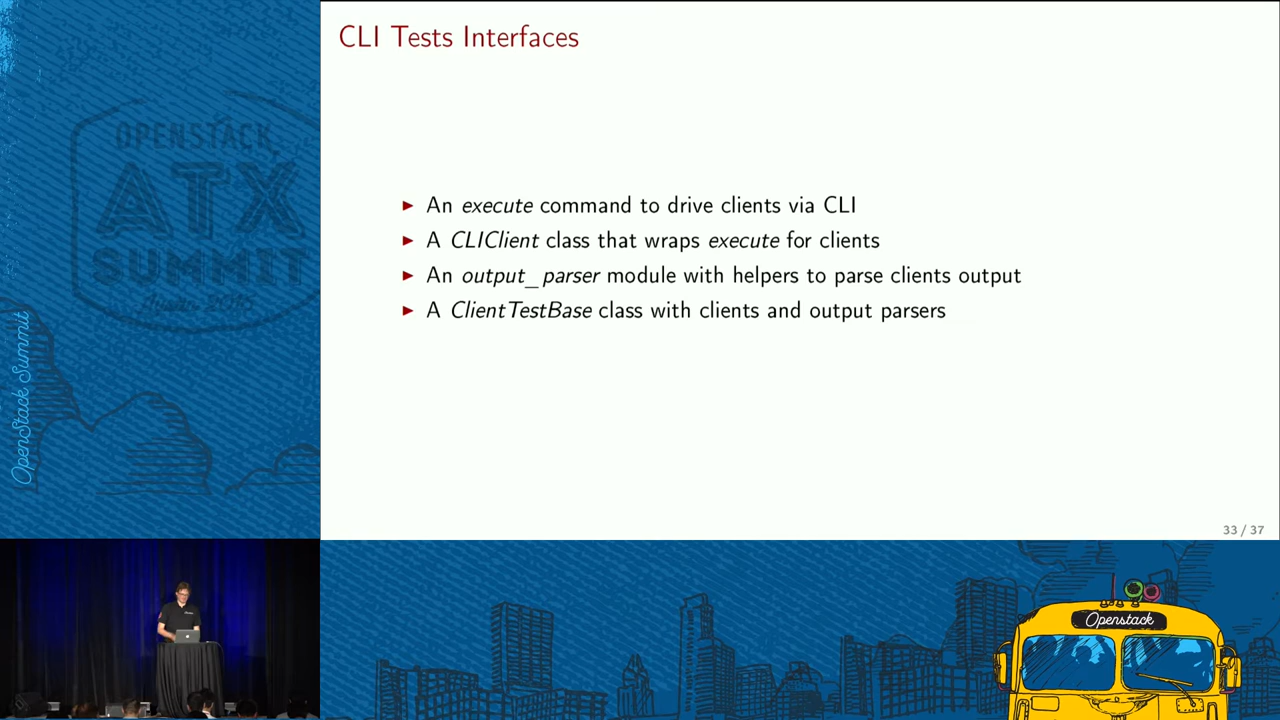 CLI Tests Interfaces
OPENSTACK
ATX
SUMMIT
OpenStack Summit
▶ An execute command to drive clients via CLI
▶ A CLIClient class that wraps execute for clients
▶ An output_parser module with helpers to parse clients output
▶ A ClientTestBase class with clients and output parsers
33 / 37
Openstack